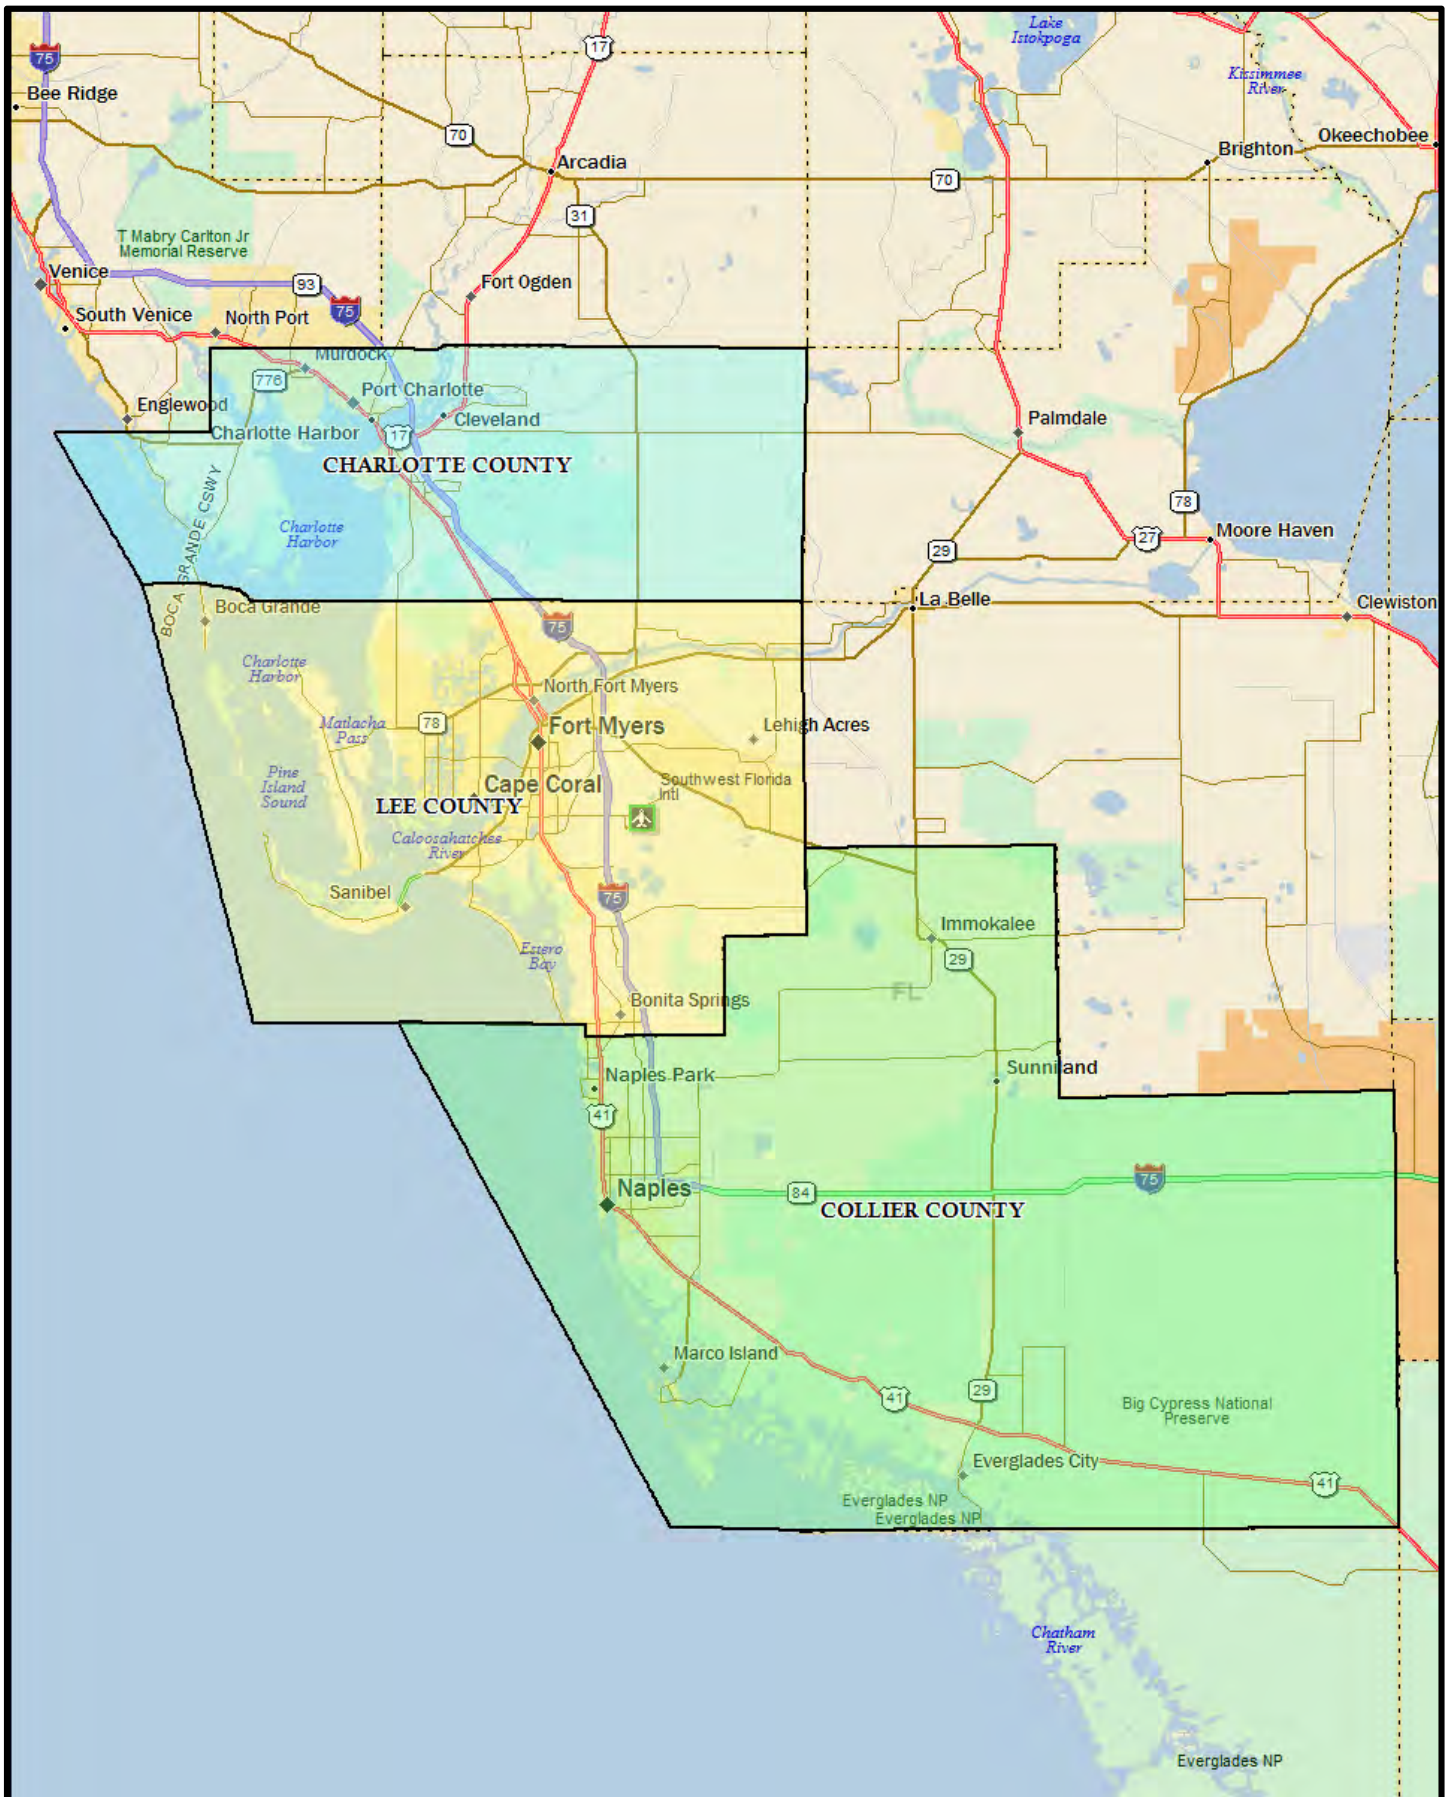 Lake
Istokpoga
17
75
Kissimmee
River
Bee Ridge
70
Okeechobee
Brighton
Arcadia
70
31
T Mabry Carlton Jr
Memorial Reserve
Venice
93
Fort Ogden
75
South Venice
North Port
Murdock
776
Port Charlotte
Englewood
Cleveland
Palmdale
Charlotte Harbor
17
CHARLOTTE COUNTY
78
BOCA GRANDE CSWY
Charlotte
Harbor
Moore Haven
27
29
La Belle
Clewiston
Boca Grande
75
Charlotte
Harbor
North Fort Myers
Matlacha
Pass
78
Fort Myers
Lehigh Acres
Pine
Island
Sound
Cape Coral
Southwest Florida
Intl
LEE COUNTY
Caloosahatchee
River
Sanibel
75
Immokalee
Estero
Bay
29
FL
Bonita Springs
Sunniland
Naples Park
41
75
Naples
84
COLLIER COUNTY
Marco Island
29
41
Big Cypress National
Preserve
Everglades City
41
Everglades NP
Everglades NP
Chatham
River
Everglades NP